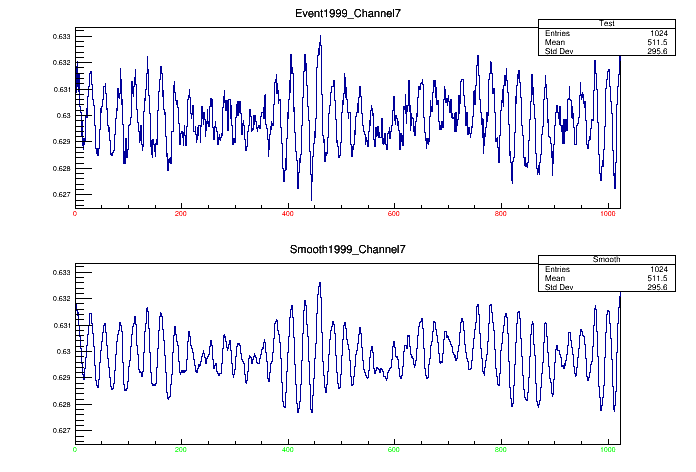 Event1999_Channel7
Test
Entries 1024
Mean 511.5
Std Dev 295.6
0.633
0.632
0.631
0.63
0.629
0.628
0.627
0 200 400 600 800 1000
Smooth1999_Channel7
Smooth
Entries 1024
Mean 511.5
Std Dev 295.6
0.633
0.632
0.631
0.63
0.629
0.628
0.627
0 200 400 600 800 1000